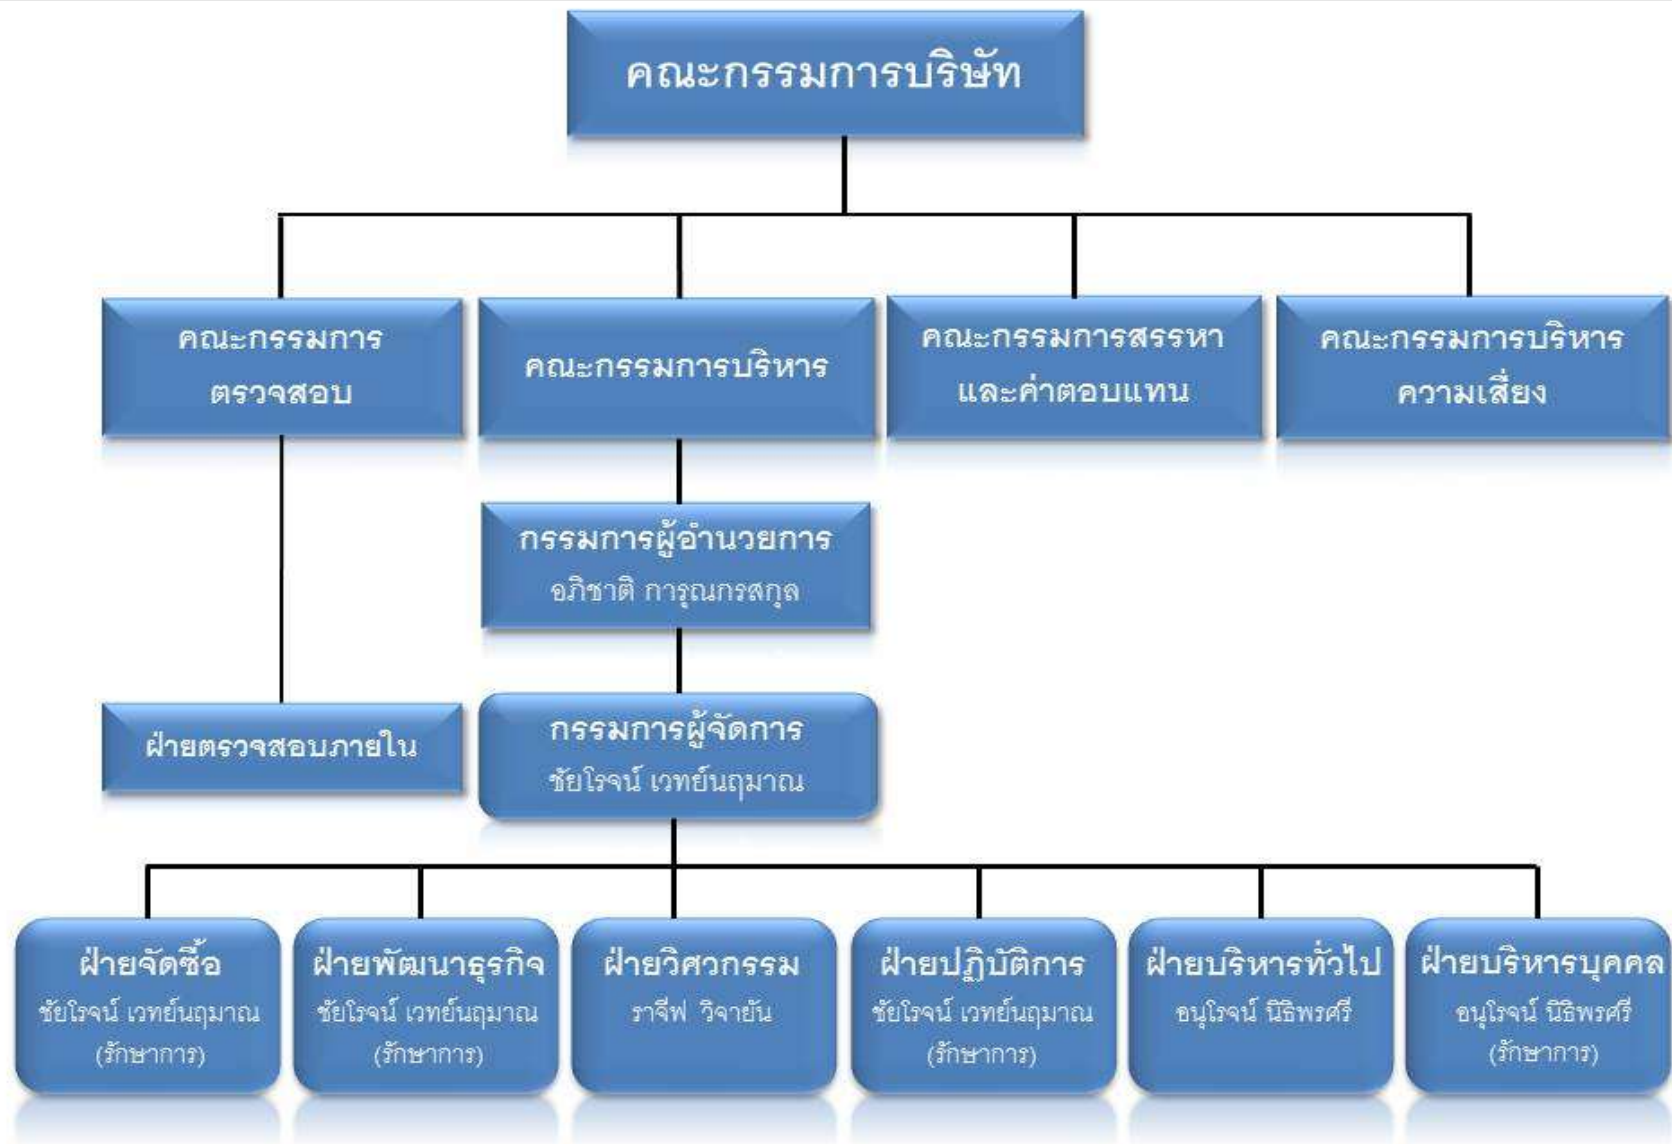 คณะกรรมการบริษัท
คณะกรรมการ
ตรวจสอบ
คณะกรรมการบริหาร
คณะกรรมการสรรหา
และค่าตอบแทน
คณะกรรมการบริหาร
ความเสี่ยง
กรรมการผู้อำนวยการ
อภิชาติ การุณกรสกุล
ฝ่ายตรวจสอบภายใน
กรรมการผู้จัดการ
ชัยโรจน์ เวทย์นฤมาณ
ฝ่ายจัดซื้อ
ชัยโรจน์ เวทย์นฤมาณ
(รักษาการ)
ฝ่ายพัฒนาธุรกิจ
ชัยโรจน์ เวทย์นฤมาณ
(รักษาการ)
ฝ่ายวิศวกรรม
ราจีฟ วิจายัน
ฝ่ายปฏิบัติการ
ชัยโรจน์ เวทย์นฤมาณ
(รักษาการ)
ฝ่ายบริหารทั่วไป
อนุโรจน์ นิธิพรศรี
ฝ่ายบริหารบุคคล
อนุโรจน์ นิธิพรศรี
(รักษาการ)